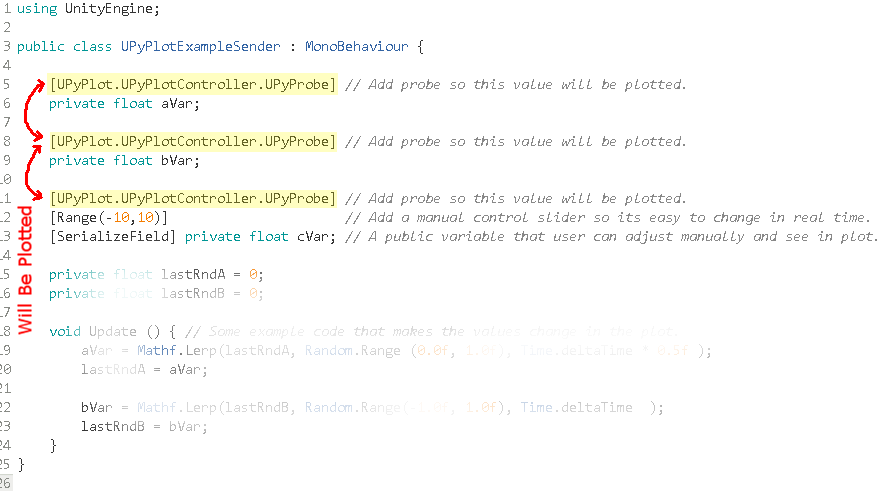 1 using UnityEngine;
2
3 public class UPyPlotExampleSender : MonoBehaviour {
4
5 [UPyPlot.UPyPlotController.UPyProbe] // Add probe so this value will be plotted.
6 private float aVar;
7
8 [UPyPlot.UPyPlotController.UPyProbe] // Add probe so this value will be plotted.
9 private float bVar;
10
11 [UPyPlot.UPyPlotController.UPyProbe] // Add probe so this value will be plotted.
12 [Range(-10,10)] // Add a manual control slider so its easy to change in real time.
13 [SerializeField] private float cVar; // A public variable that user can adjust manually and see in plot.
14
15 private float lastRndA = 0;
16 private float lastRndB = 0;
17
18 void Update () { // Some example code that makes the values change in the plot.
19 aVar = Mathf.Lerp(lastRndA, Random.Range (0.0f, 1.0f), Time.deltaTime * 0.5f );
20 lastRndA = aVar;
21
22 bVar = Mathf.Lerp(lastRndB, Random.Range( 1.0f), Time.deltaTime );
23 lastRndB = bVar;
24 }
25 }
26
Will Be Plotted